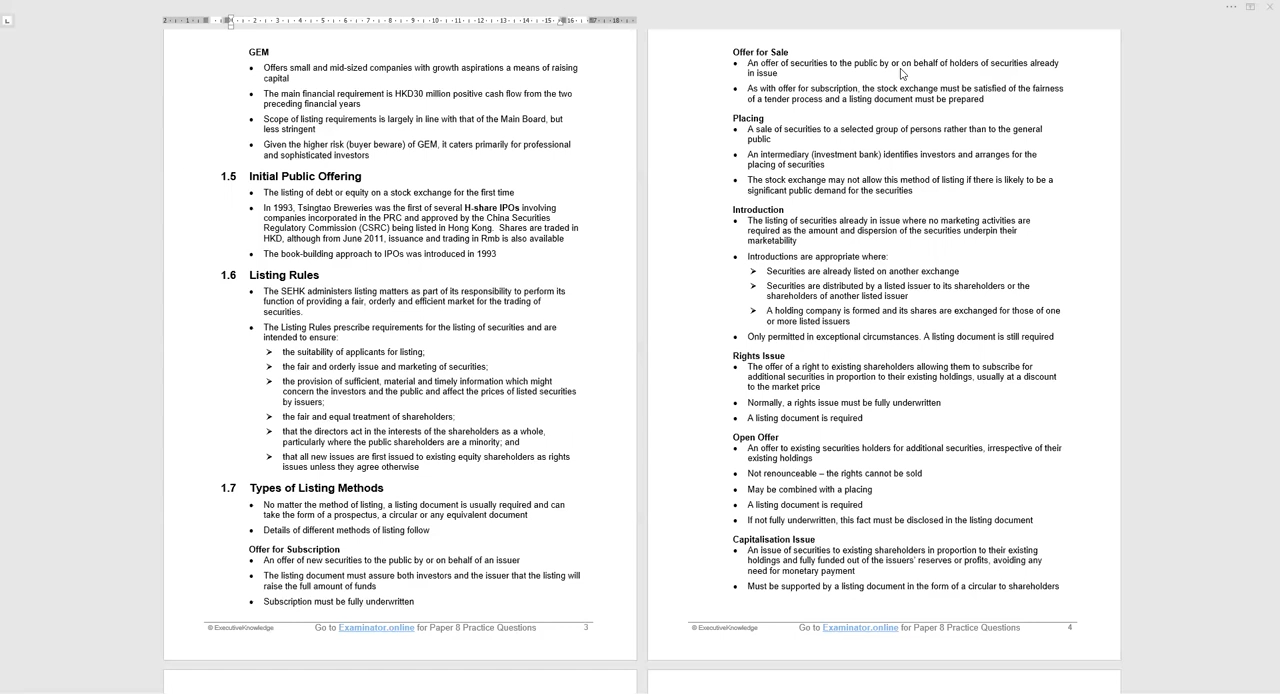 GEM
• Offers small and mid-sized companies with growth aspirations a means of raising
capital
• The main financial requirement is HKD30 million positive cash flow from the two
preceding financial years
• Scope of listing requirements is largely in line with that of the Main Board, but
less stringent
• Given the higher risk (buyer beware) of GEM, it caters primarily for professional
and sophisticated investors
1.5 Initial Public Offering
• The listing of debt or equity on a stock exchange for the first time
• In 1993, Tsingtao Breweries was the first of several H-share IPOs involving
companies incorporated in the PRC and approved by the China Securities
Regulatory Commission (CSRC) being listed in Hong Kong. Shares are traded in
HKD, although from June 2011, issuance and trading in Rmb is also available
• The book-building approach to IPOs was introduced in 1993
1.6 Listing Rules
• The SEHK administers listing matters as part of its responsibility to perform its
function of providing a fair, orderly and efficient market for the trading of
securities.
• The Listing Rules prescribe requirements for the listing of securities and are
intended to ensure:
➢ the suitability of applicants for listing;
➢ the fair and orderly issue and marketing of securities;
➢ the provision of sufficient, material and timely information which might
concern the investors and the public and affect the prices of listed securities
by issuers;
➢ the fair and equal treatment of shareholders;
➢ that the directors act in the interests of the shareholders as a whole,
particularly where the public shareholders are a minority; and
➢ that all new issues are first issued to existing equity shareholders as rights
issues unless they agree otherwise
1.7 Types of Listing Methods
• No matter the method of listing, a listing document is usually required and can
take the form of a prospectus, a circular or any equivalent document
• Details of different methods of listing follow
Offer for Subscription
• An offer of new securities to the public by or on behalf of an issuer
• The listing document must assure both investors and the issuer that the listing will
raise the full amount of funds
• Subscription must be fully underwritten
© ExecutiveKnowledge Go to Examinator.online for Paper 8 Practice Questions 3
Offer for Sale
• An offer of securities to the public by or on behalf of holders of securities already
in issue
• As with offer for subscription, the stock exchange must be satisfied of the fairness
of a tender process and a listing document must be prepared
Placing
• A sale of securities to a selected group of persons rather than to the general
public
• An intermediary (investment bank) identifies investors and arranges for the
placing of securities
• The stock exchange may not allow this method of listing if there is likely to be a
significant public demand for the securities
Introduction
• The listing of securities already in issue where no marketing activities are
required as the amount and dispersion of the securities underpin their
marketability
• Introductions are appropriate where:
➢ Securities are already listed on another exchange
➢ Securities are distributed by a listed issuer to its shareholders or the
shareholders of another listed issuer
➢ A holding company is formed and its shares are exchanged for those of one
or more listed issuers
• Only permitted in exceptional circumstances. A listing document is still required
Rights Issue
• The offer of a right to existing shareholders allowing them to subscribe for
additional securities in proportion to their existing holdings, usually at a discount
to the market price
• Normally, a rights issue must be fully underwritten
• A listing document is required
Open Offer
• An offer to existing securities holders for additional securities, irrespective of their
existing holdings
• Not renounceable – the rights cannot be sold
• May be combined with a placing
• A listing document is required
• If not fully underwritten, this fact must be disclosed in the listing document
Capitalisation Issue
• An issue of securities to existing shareholders in proportion to their existing
holdings and fully funded out of the issuers' reserves or profits, avoiding any
need for monetary payment
• Must be supported by a listing document in the form of a circular to shareholders
© ExecutiveKnowledge Go to Examinator.online for Paper 8 Practice Questions 4